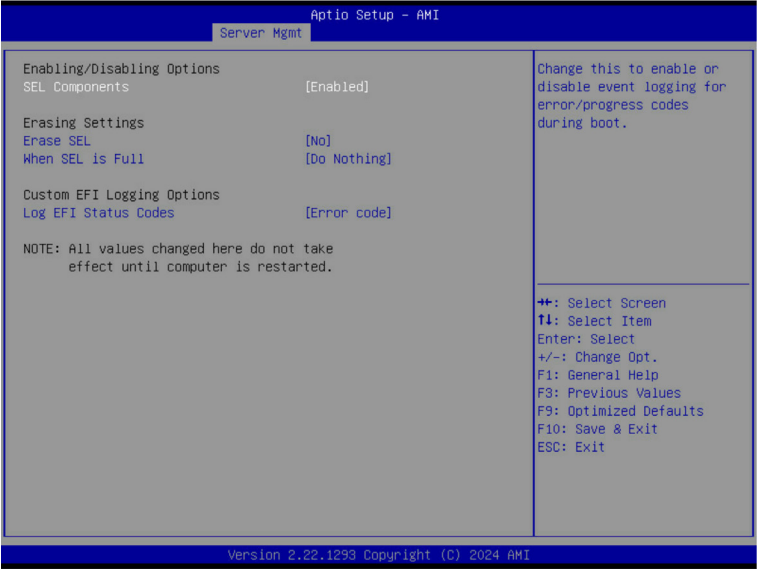 Aptio Setup – AMI
Server Mgmt
Enabling/Disabling Options
SEL Components [Enabled]
Erasing Settings
Erase SEL [No]
When SEL is Full [Do Nothing]
Custom EFI Logging Options
Log EFI Status Codes [Error code]
NOTE: All values changed here do not take
effect until computer is restarted.
Change this to enable or
disable event logging for
error/progress codes
during boot.
→←: Select Screen
↑↓: Select Item
Enter: Select
+/-: Change Opt.
F1: General Help
F3: Previous Values
F9: Optimized Defaults
F10: Save & Exit
ESC: Exit
Version 2.22.1293 Copyright (C) 2024 AMI